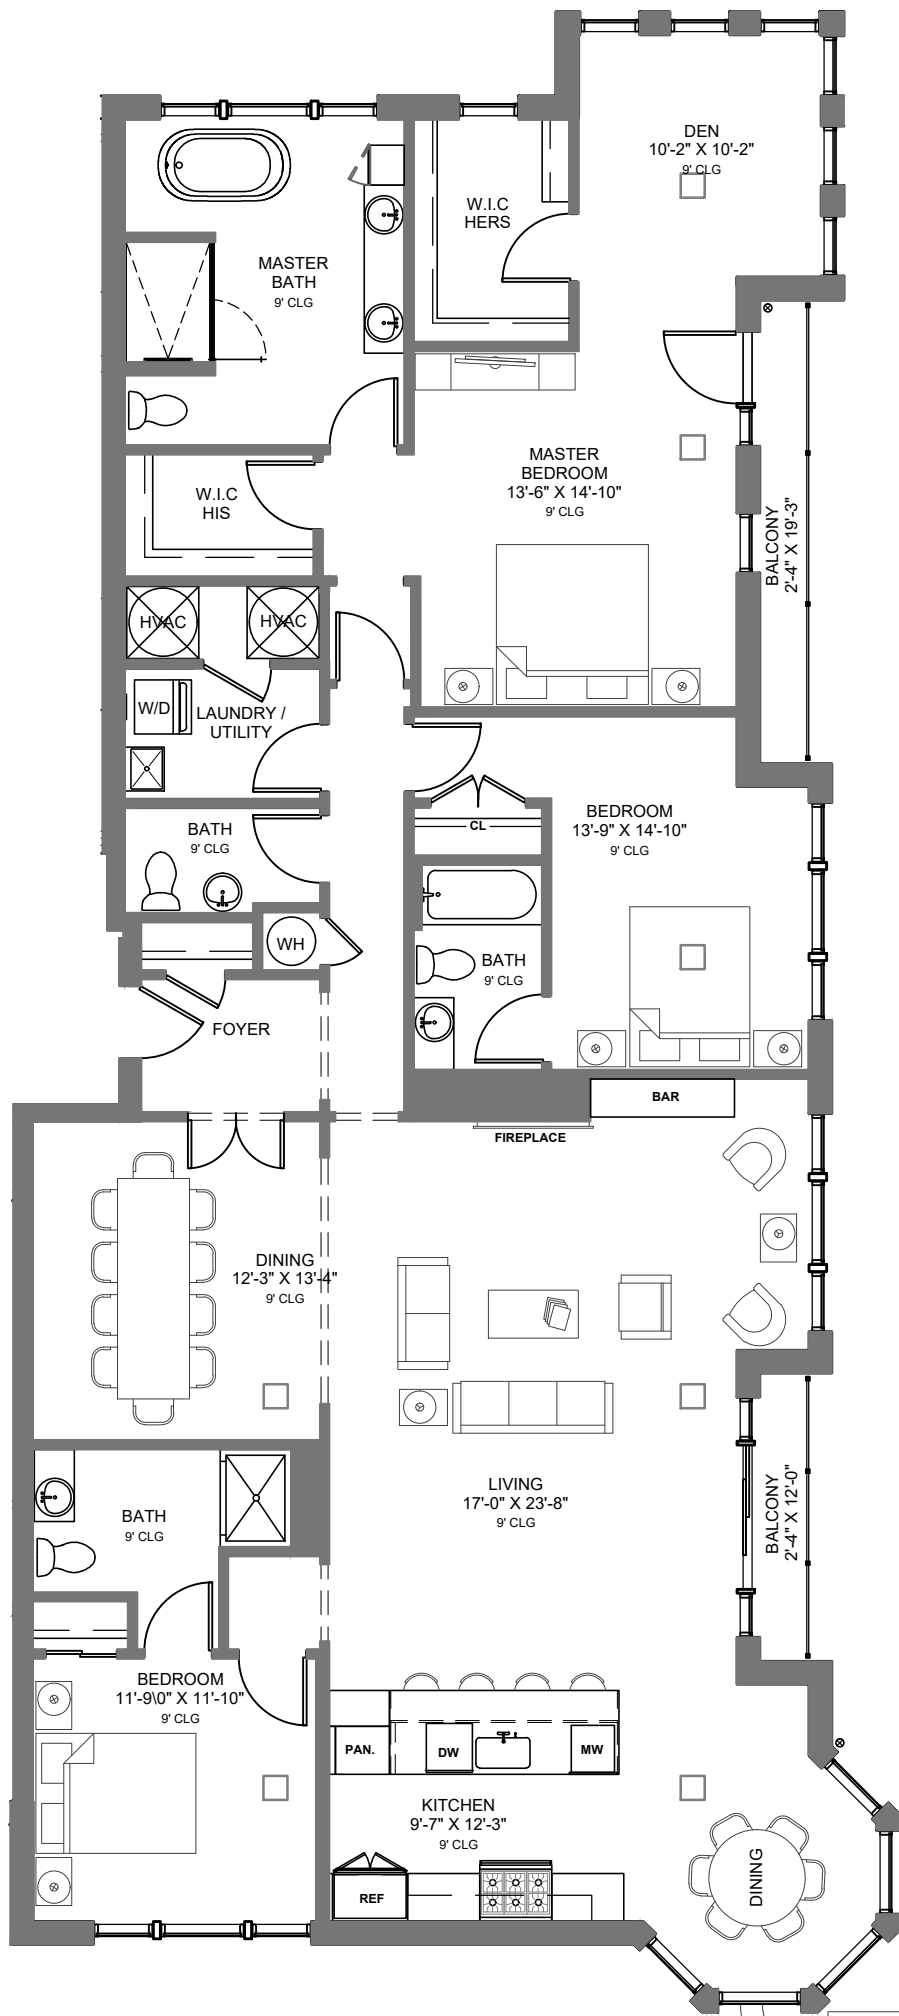 DEN
10'-2" X 10'-2"
9' CLG
W.I.C
HERS
MASTER
BATH
9' CLG
MASTER
BEDROOM
13'-6" X 14'-10"
9' CLG
W.I.C
HIS
BALCONY
2'-4" X 19'-3"
HVAC
HVAC
W/D
LAUNDRY /
UTILITY
BATH
9' CLG
CL
BEDROOM
13'-9" X 14'-10"
9' CLG
WH
BATH
9' CLG
FOYER
BAR
FIREPLACE
DINING
12'-3" X 13'-4"
9' CLG
LIVING
17'-0" X 23'-8"
9' CLG
BALCONY
2'-4" X 12'-0"
BATH
9' CLG
BEDROOM
11'-9\0" X 11'-10"
9' CLG
PAN.
DW
MW
KITCHEN
9'-7" X 12'-3"
9' CLG
REF
DINING